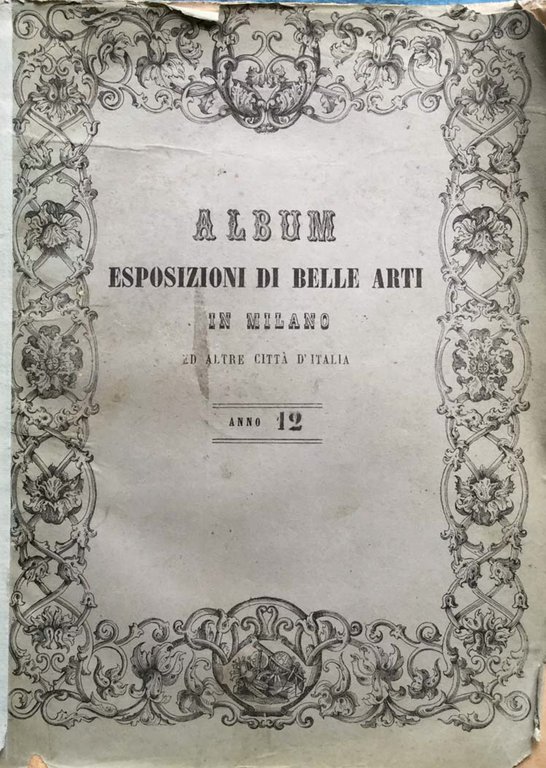 ALBUM
ESPOSIZIONI DI BELLE ARTI
IN MILANO
ED ALTRE CITTÀ D'ITALIA
ANNO 12